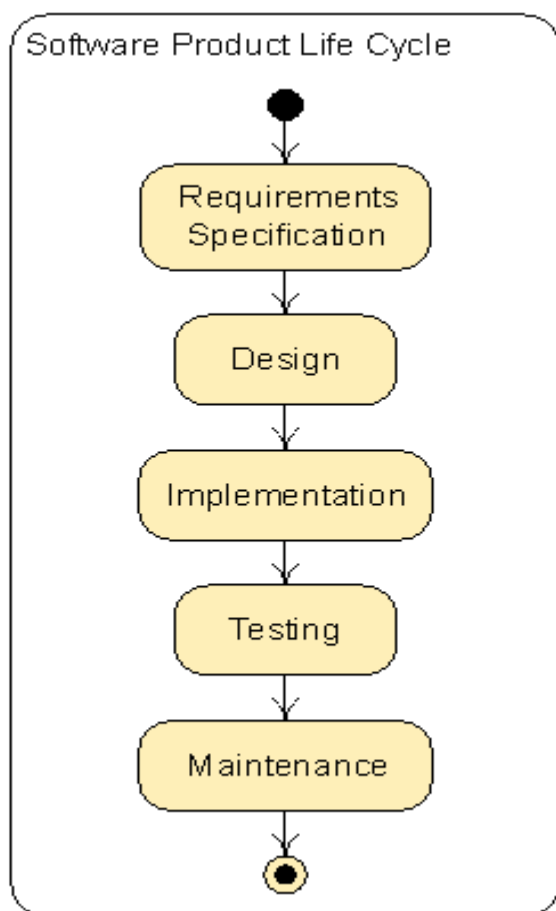 Software Product Life Cycle
Requirements
Specification
Design
Implementation
Testing
Maintenance